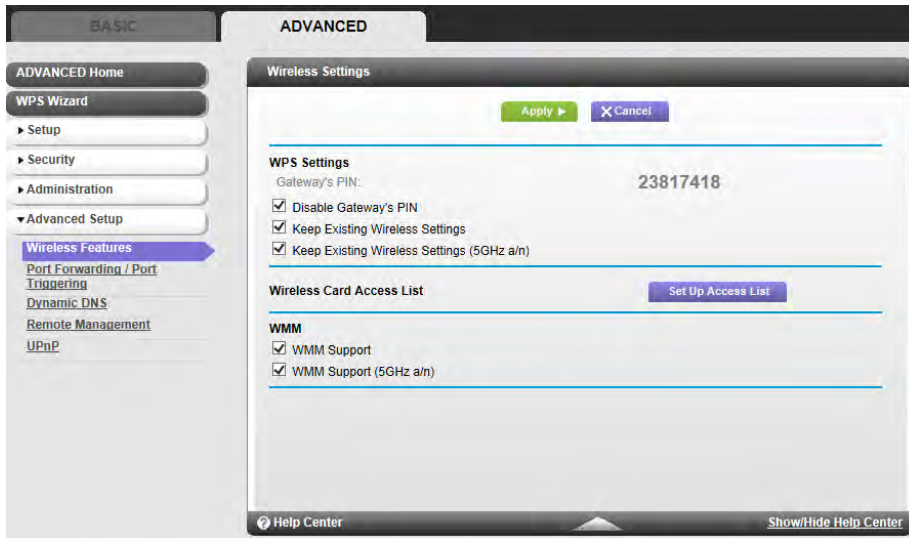 BASIC
ADVANCED
ADVANCED Home
WPS Wizard
Setup
Security
Administration
Advanced Setup
Wireless Features
Port Forwarding / Port
Triggering
Dynamic DNS
Remote Management
UPnP
Wireless Settings
Apply
Cancel
WPS Settings
Gateway's PIN: 23817418
Disable Gateway's PIN
Keep Existing Wireless Settings
Keep Existing Wireless Settings (5GHz a/n)
Wireless Card Access List
Set Up Access List
WMM
WMM Support
WMM Support (5GHz a/n)
Help Center
Show/Hide Help Center